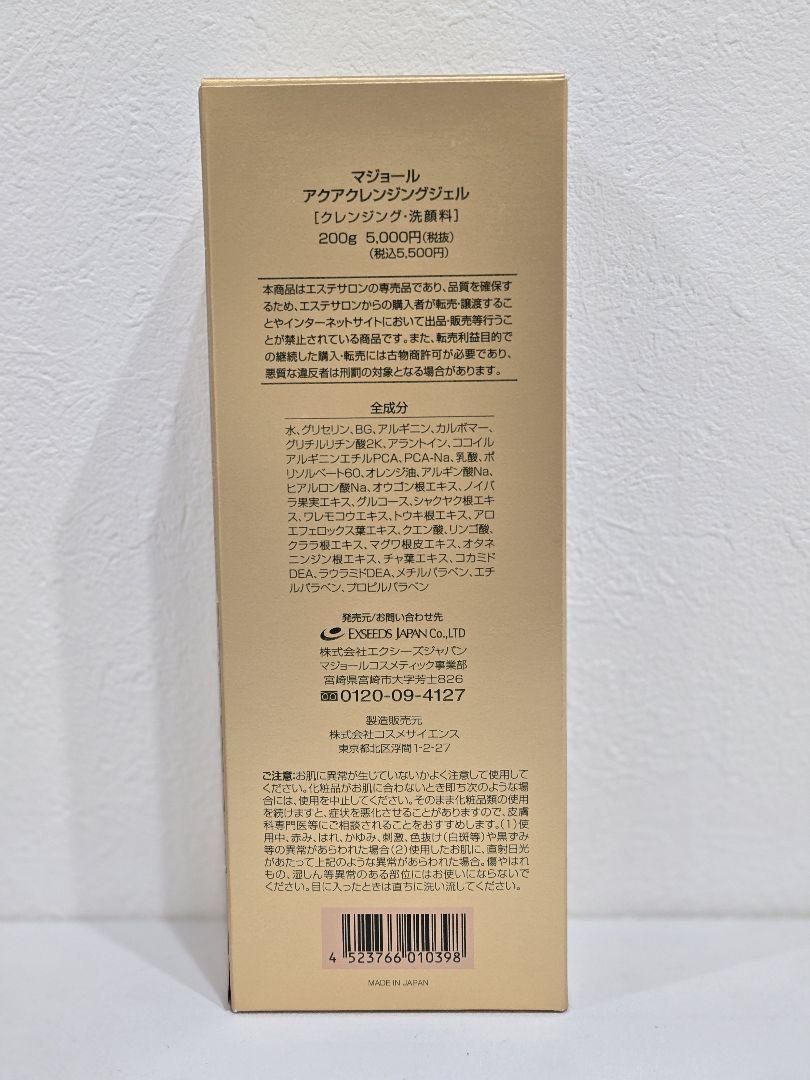 マジョール
アクアクレンジングジェル
[クレンジング・洗顔料]
200g 5,000円(税抜)
(税込5,500円)
本商品はエステサロンの専売品であり、品質を確保す
るため、エステサロンからの購入者が転売・譲渡するこ
とやインターネットサイトにおいて出品・販売等行うこ
とが禁止されている商品です。また、転売利益目的で
の継続した購入・転売には古物商許可が必要であり、
悪質な違反者は刑罰の対象となる場合があります。
全成分
水、グリセリン、BG、アルギニン、カルボマー、
グリチルリチン酸2K、アラントイン、ココイル
アルギニンエチルPCA、PCA-Na、乳酸、ポ
リソルベート60、オレンジ油、アルギン酸Na、
ヒアルロン酸Na、オウゴン根エキス、ノイバ
ラ果実エキス、グルコース、シャクヤク根エキ
ス、ワレモコウエキス、トウキ根エキス、アロ
エフェロックス葉エキス、クエン酸、リンゴ酸、
クララ根エキス、マグワ根皮エキス、オタネ
ニンジン根エキス、チャ葉エキス、コカミド
DEA、ラウラミドDEA、メチルパラベン、エチ
ルパラベン、プロピルパラベン
発売元/お問い合わせ先
EXSEEDS JAPAN CO.,LTD
株式会社エクシーズジャパン
マジョールコスメティック事業部
宮崎県宮崎市大字芳士826
0120-09-4127
製造販売元
株式会社コスメサイエンス
東京都北区浮間1-2-27
ご注意:お肌に異常が生じていないかよく注意して使用して
ください。化粧品がお肌に合わないとき即ち次のような場
合には、使用を中止してください。そのまま化粧品類の使用
を続けますと、症状を悪化させることがありますので、皮膚
科専門医等にご相談されることをおすすめします。(1)使
用中、赤み、はれ、かゆみ、刺激、色抜け(白斑等)や黒ずみ
等の異常があらわれた場合(2)使用したお肌に、直射日光
があたって上記のような異常があらわれた場合。傷やはれ
もの、湿しん等異常のある部位にはお使いにならないで
ください。目に入ったときは直ちに洗い流してください。
4 523766 010398
MADE IN JAPAN